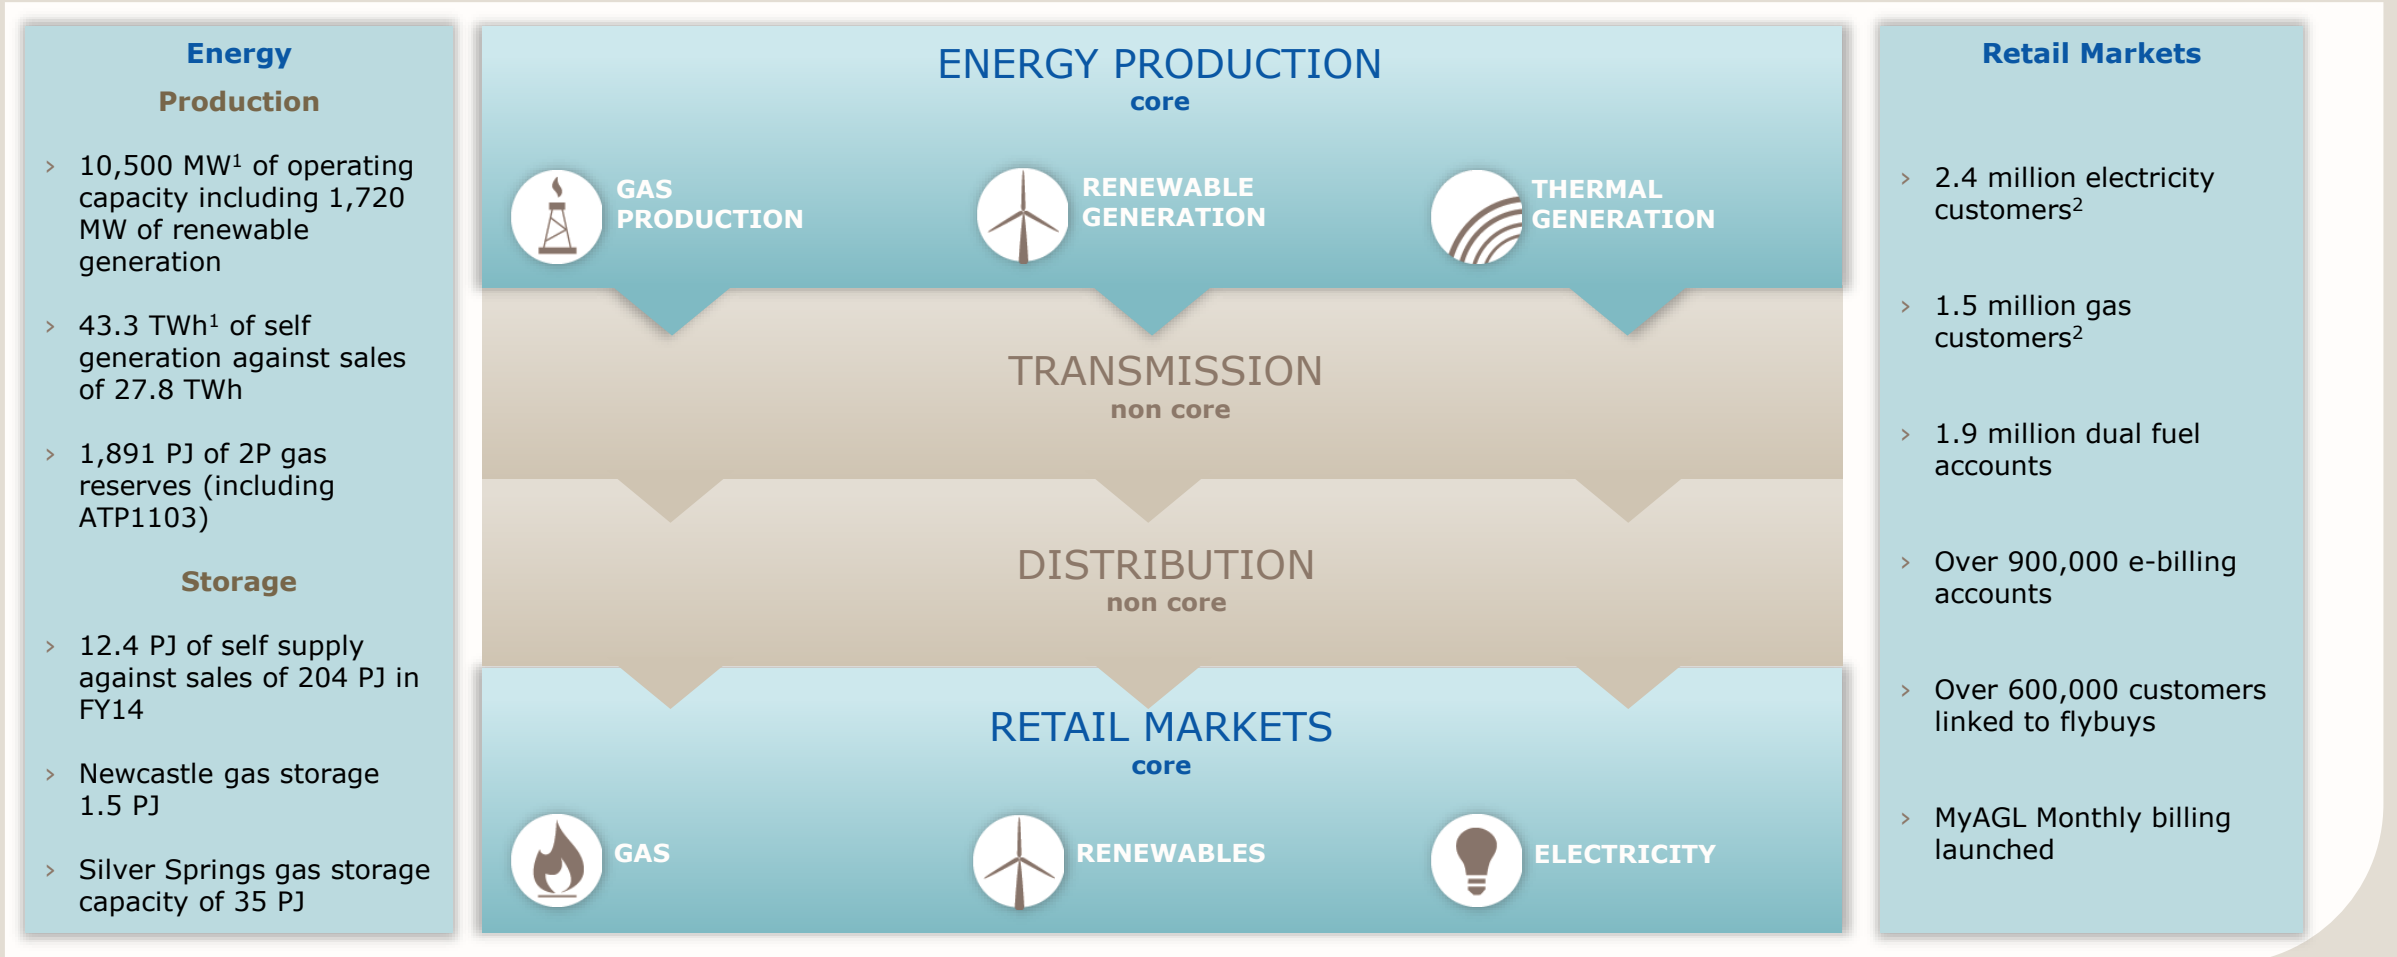 Energy
Production
› 10,500 MW¹ of operating
capacity including 1,720
MW of renewable
generation
› 43.3 TWh¹ of self
generation against sales
of 27.8 TWh
› 1,891 PJ of 2P gas
reserves (including
ATP1103)
Storage
› 12.4 PJ of self supply
against sales of 204 PJ in
FY14
› Newcastle gas storage
1.5 PJ
› Silver Springs gas storage
capacity of 35 PJ
ENERGY PRODUCTION
core
GAS
PRODUCTION
RENEWABLE
GENERATION
THERMAL
GENERATION
TRANSMISSION
non core
DISTRIBUTION
non core
RETAIL MARKETS
core
GAS
RENEWABLES
ELECTRICITY
Retail Markets
› 2.4 million electricity
customers²
› 1.5 million gas
customers²
› 1.9 million dual fuel
accounts
› Over 900,000 e-billing
accounts
› Over 600,000 customers
linked to flybuys
› MyAGL Monthly billing
launched